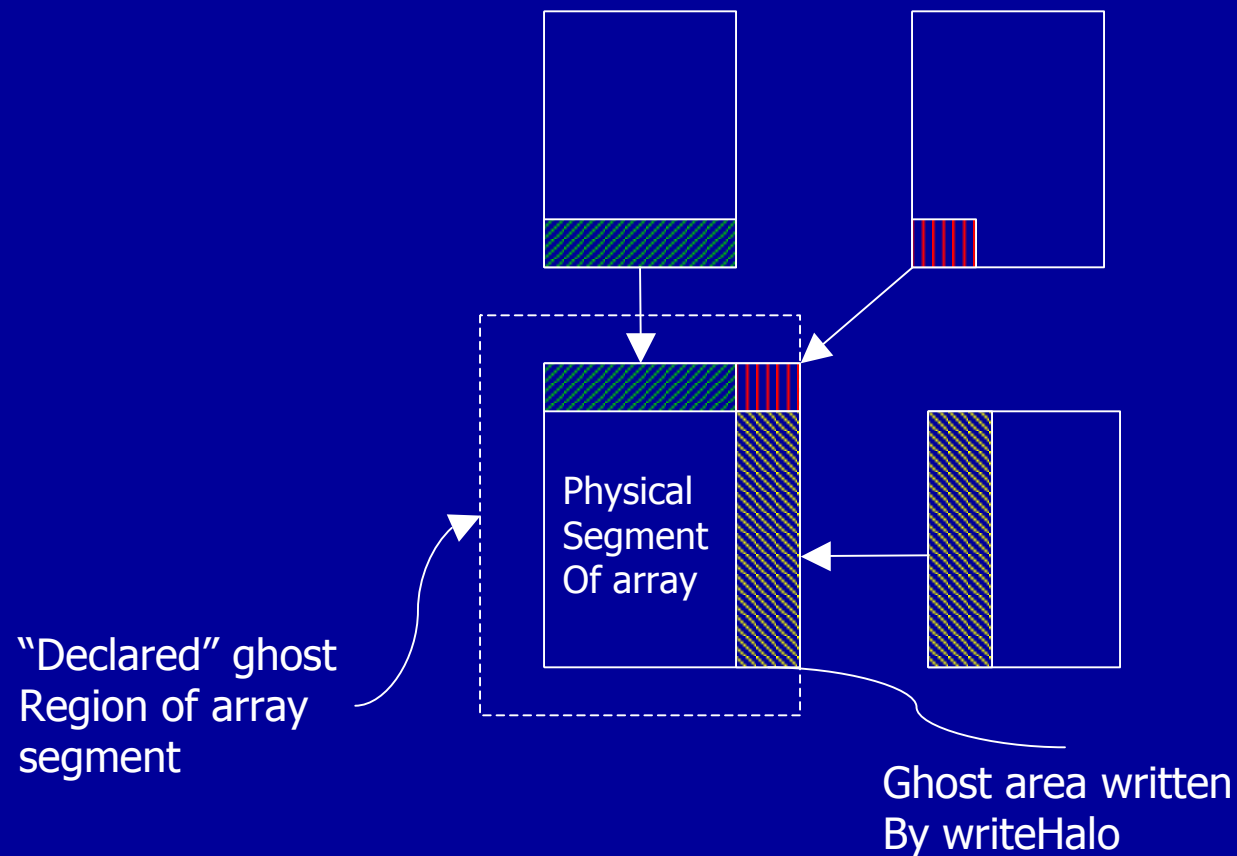 Physical
Segment
Of array
“Declared” ghost
Region of array
segment
Ghost area written
By writeHalo